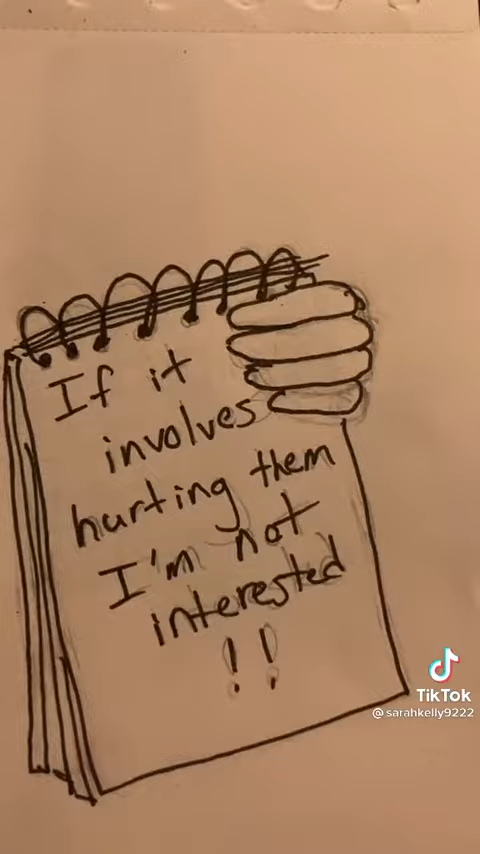 If it
involves
hurting them
I'm not
interested
!!
TikTok
@sarahkelly9222